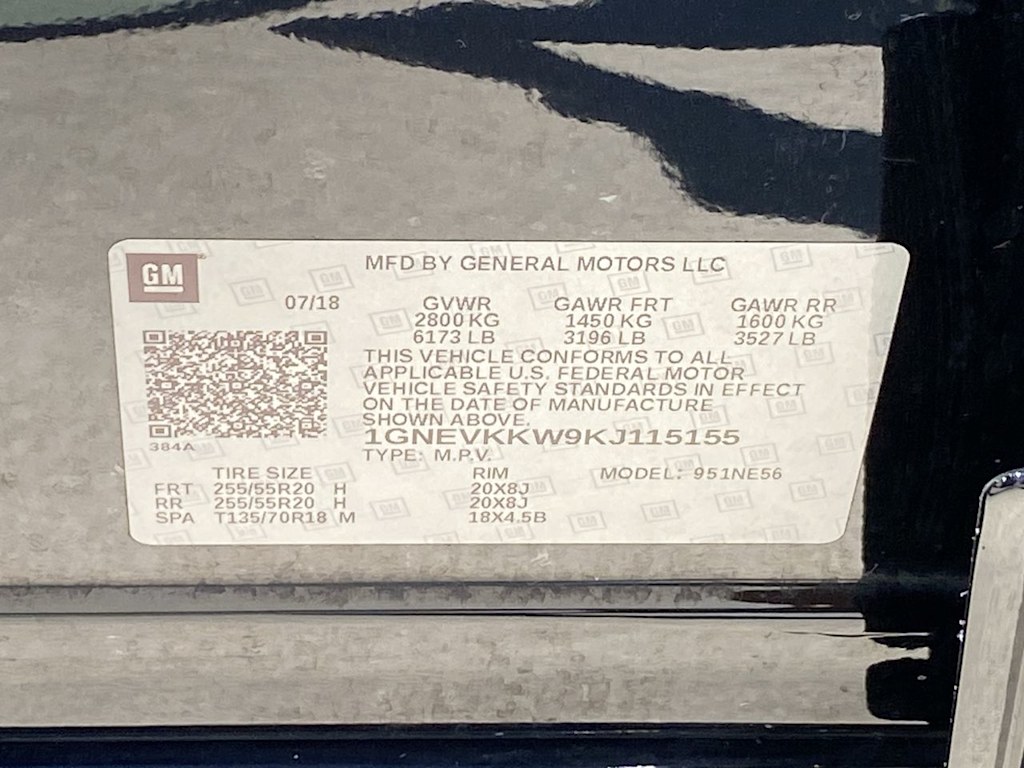 GM
MFD BY GENERAL MOTORS LLC
07/18 GVWR GAWR FRT GAWR RR
2800 KG 1450 KG 1600 KG
6173 LB 3196 LB 3527 LB
THIS VEHICLE CONFORMS TO ALL
APPLICABLE U.S. FEDERAL MOTOR
VEHICLE SAFETY STANDARDS IN EFFECT
ON THE DATE OF MANUFACTURE
SHOWN ABOVE.
1GNEVKKW9KJ115155
384A
TYPE: M.P.V.
TIRE SIZE RIM MODEL: 951NE56
FRT 255/55R20 H 20X8J
RR 255/55R20 H 20X8J
SPA T135/70R18 M 18X4.5B